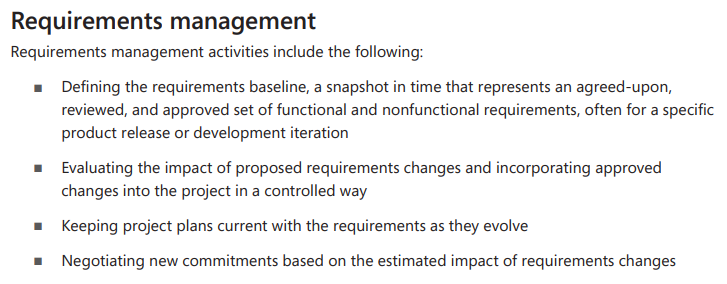 Requirements management
Requirements management activities include the following:
■ Defining the requirements baseline, a snapshot in time that represents an agreed-upon,
reviewed, and approved set of functional and nonfunctional requirements, often for a specific
product release or development iteration
■ Evaluating the impact of proposed requirements changes and incorporating approved
changes into the project in a controlled way
■ Keeping project plans current with the requirements as they evolve
■ Negotiating new commitments based on the estimated impact of requirements changes